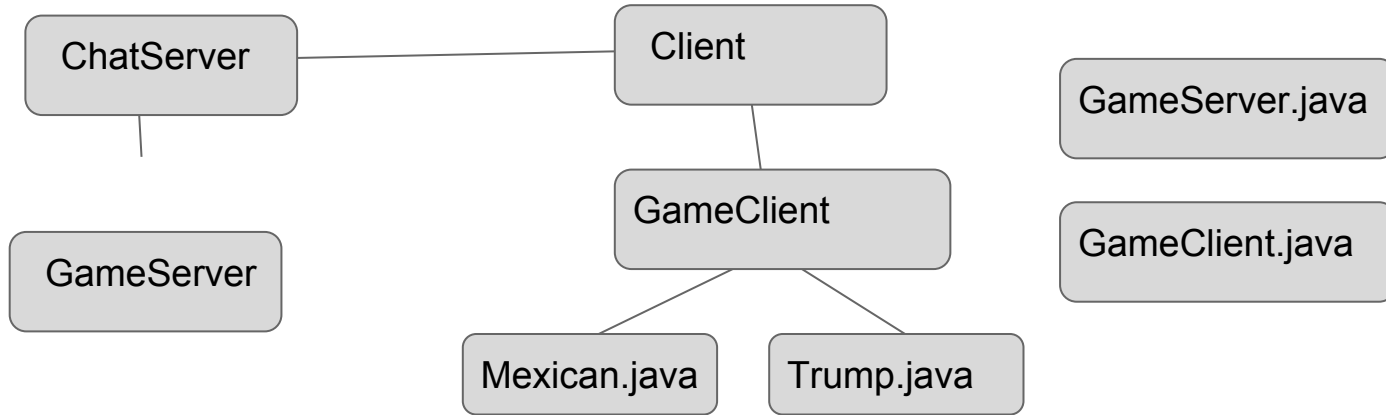 ChatServer
Client
GameServer.java
GameClient
GameClient.java
GameServer
Mexican.java
Trump.java